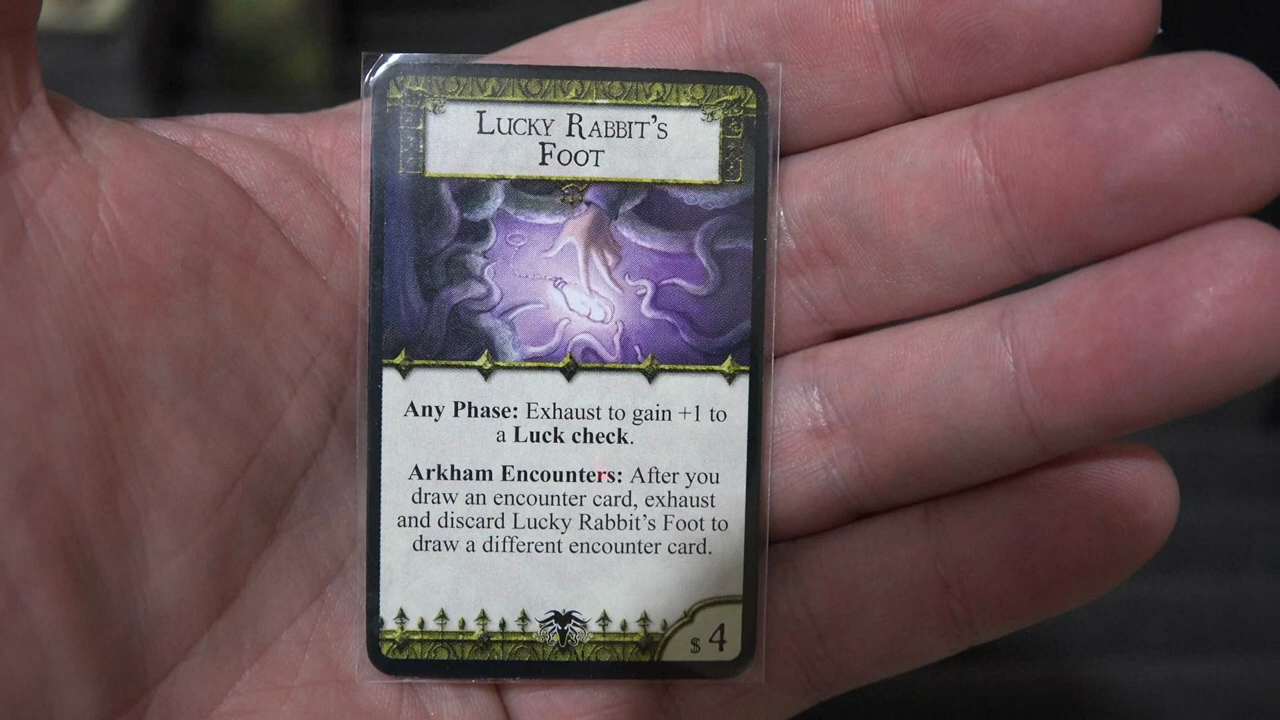 LUCKY RABBIT'S
FOOT
Any Phase: Exhaust to gain +1 to
a Luck check.
Arkham Encounters: After you
draw an encounter card, exhaust
and discard Lucky Rabbit's Foot to
draw a different encounter card.
$ 4